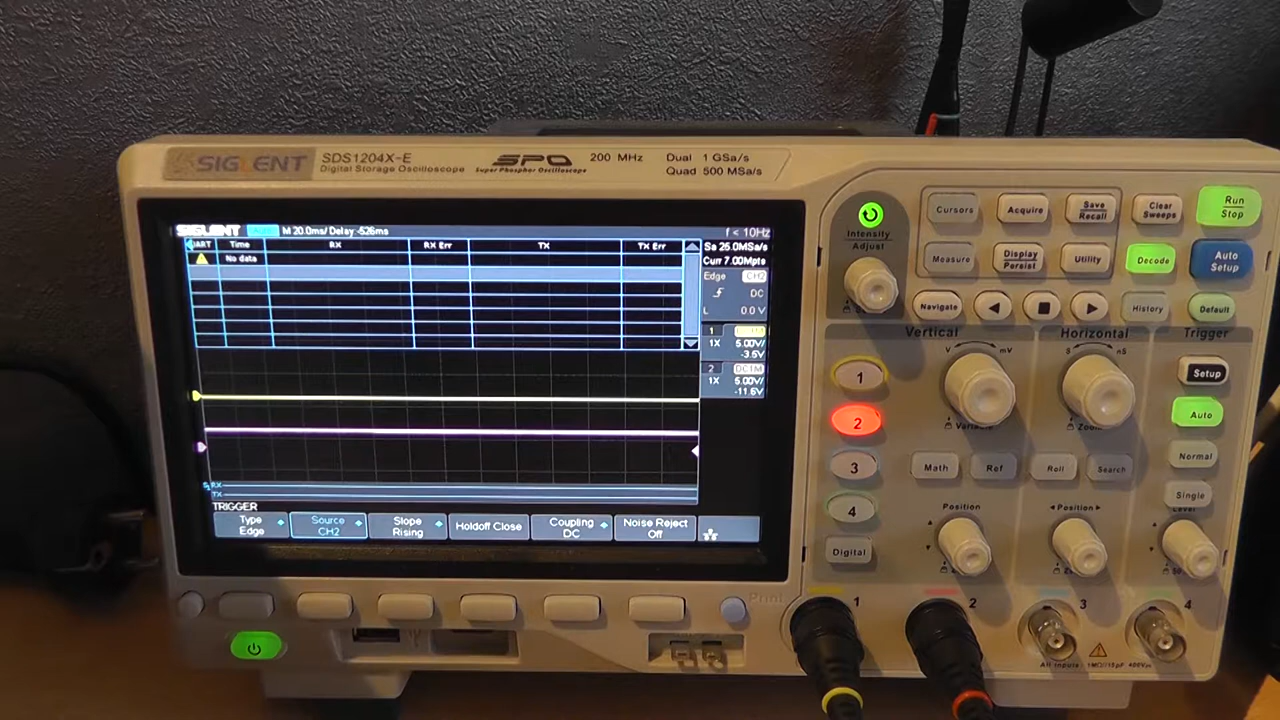 SIGLENT SDS1204X-E
Digital Storage Oscilloscope
SPO
Super Phosphor Oscilloscope
200 MHz
Dual 1 GSa/s
Quad 500 MSa/s
SIGLENT M 20.0ms/ Delay -526ms f < 10Hz
UART Time RX RX Err TX TX Err
No data
Sa 25.0MSa/s
Curr 7.00Mpts
Edge CH2
DC
L 0.0 V
1
1X 5.00V/
-3.5V
2 DC1M
1X 5.00V/
-11.5V
RX
TX
TRIGGER
Type
Edge
Source
CH2
Slope
Rising
Holdoff Close
Coupling
DC
Noise Reject
Off
Print
Intensity
Adjust
Cursors Acquire Save
Recall
Clear
Sweeps
Run
Stop
Measure Display
Persist
Utility Decode Auto
Setup
Navigate History Default
Vertical Horizontal Trigger
V mV
S nS
1
2
3
4
Digital
Zoom
Math Ref Roll Search
Position
Position
Setup
Auto
Normal
Single
Level
1 2 3 4